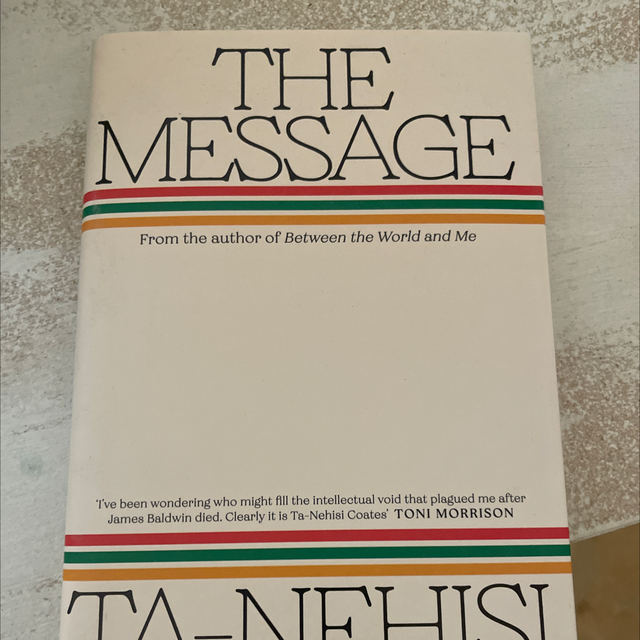 THE
MESSAGE
From the author of Between the World and Me
‘I’ve been wondering who might fill the intellectual void that plagued me after
James Baldwin died. Clearly it is Ta-Nehisi Coates’ TONI MORRISON
TA-NEHISI